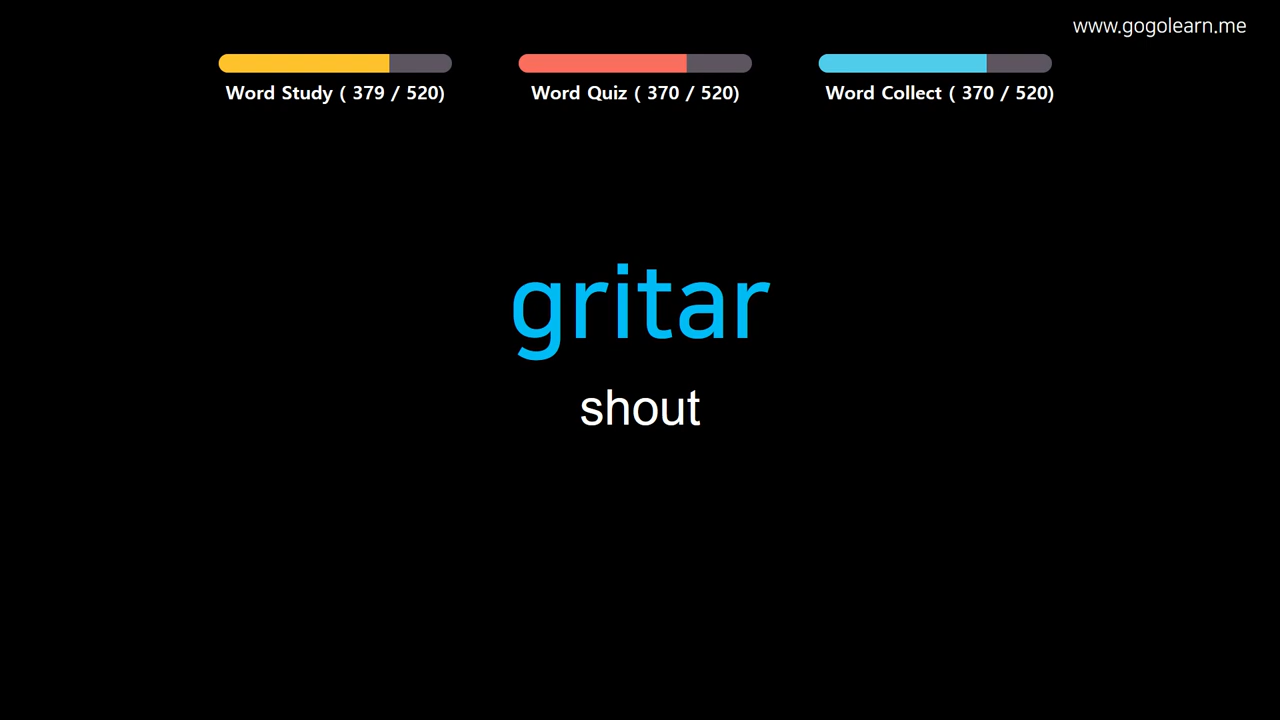 www.gogolearn.me
Word Study ( 379 / 520)
Word Quiz ( 370 / 520)
Word Collect ( 370 / 520)
gritar
shout